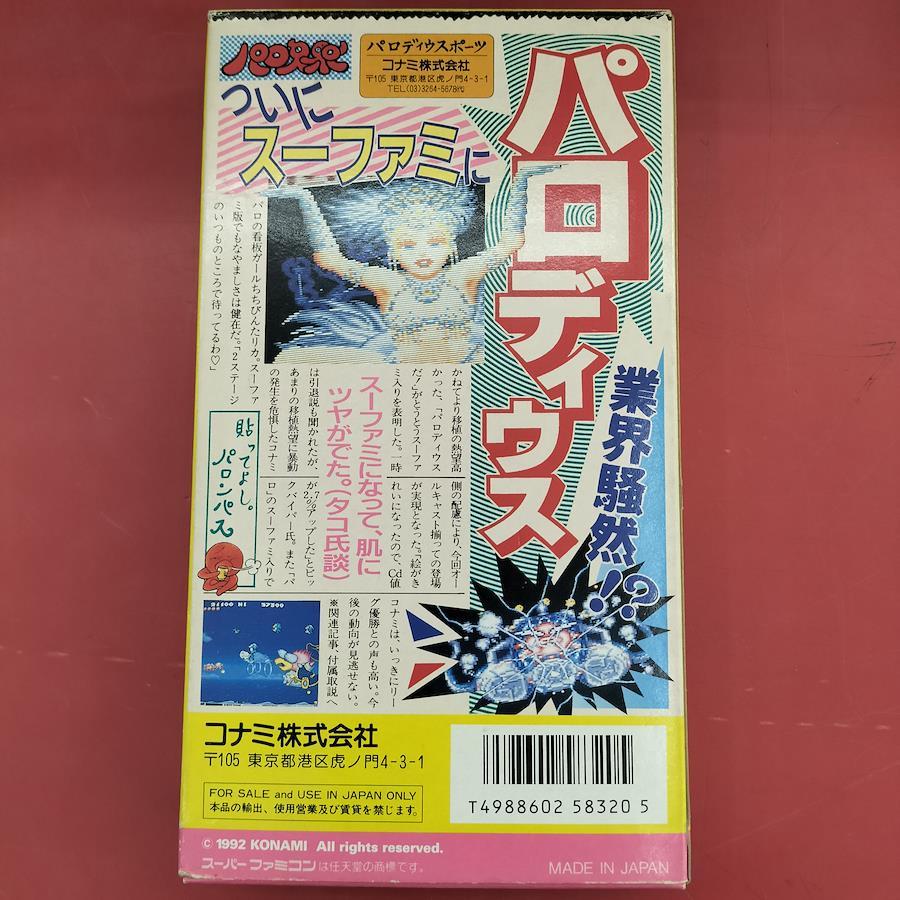 パロスポ
パロディウスポーツ
コナミ株式会社
〒105 東京都港区虎ノ門4-3-1
TEL(03)3264-5678㈹
ついに
スーファミに
パロディウス
業界騒然!?
パロの看板ガールちちびんたリカ。スーファ
ミ版でもなやましさは健在だ。「2ステージ
のいつものところで待ってるわ♡」
かねてより移植の熱望高
かった、「パロディウス
だ!」がとうとうスーファ
ミ入りを表明した。一時
は引退説も聞かれたが、
あまりの移植熱望に暴動
の発生を危惧したコナミ
側の配慮により、今回オー
ルキャスト揃っての登場
が実現となった。「絵がき
れいになったので、Cd値
が.7%アップした」とビッ
クバイパー氏。また、「パ
ロ」のスーファミ入りで
コナミは、いっきにリー
グ優勝との声も高い。今
後の動向が見逃せない。
※関連記事、付属取説へ
スーファミになって、肌に
ツヤがでた。(タコ氏談)
貼ってよし。
パロンパス
コナミ株式会社
〒105 東京都港区虎ノ門4-3-1
FOR SALE and USE IN JAPAN ONLY
本品の輸出、使用営業及び賃貸を禁じます。
T4988602 58320 5
© 1992 KONAMI All rights reserved.
スーパーファミコンは任天堂の商標です。
MADE IN JAPAN